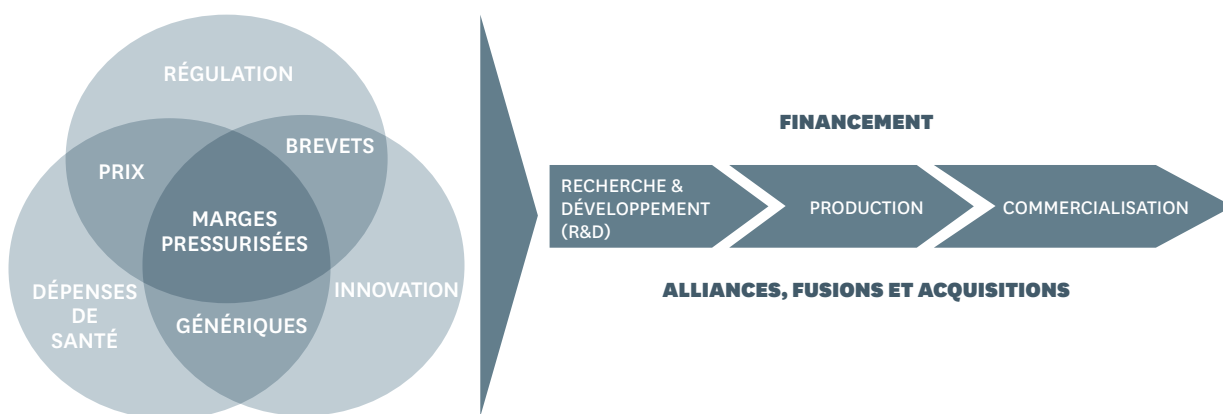 RÉGULATION
BREVETS
PRIX
MARGES
PRESSURISÉES
DÉPENSES
DE
SANTÉ
INNOVATION
GÉNÉRIQUES
FINANCEMENT
RECHERCHE &
DÉVELOPPEMENT
(R&D)
PRODUCTION
COMMERCIALISATION
ALLIANCES, FUSIONS ET ACQUISITIONS